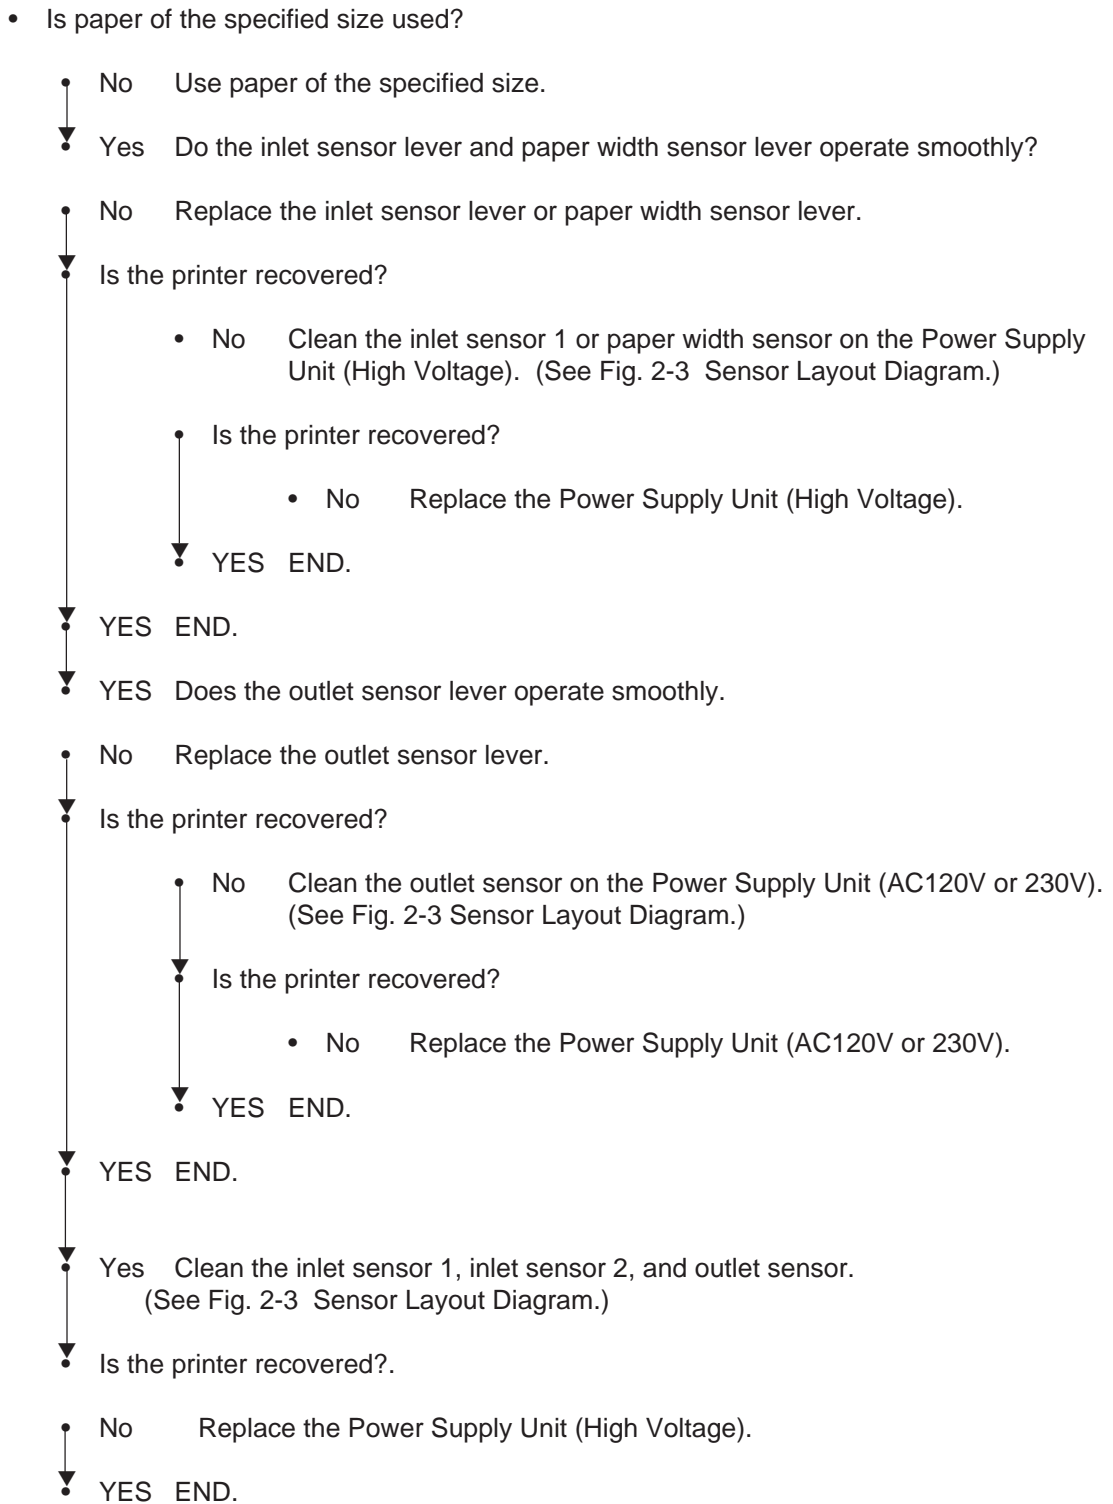 • Is paper of the specified size used?
• No Use paper of the specified size.
• Yes Do the inlet sensor lever and paper width sensor lever operate smoothly?
• No Replace the inlet sensor lever or paper width sensor lever.
• Is the printer recovered?
• No Clean the inlet sensor 1 or paper width sensor on the Power Supply
Unit (High Voltage). (See Fig. 2-3 Sensor Layout Diagram.)
• Is the printer recovered?
• No Replace the Power Supply Unit (High Voltage).
• YES END.
• YES END.
• YES Does the outlet sensor lever operate smoothly.
• No Replace the outlet sensor lever.
• Is the printer recovered?
• No Clean the outlet sensor on the Power Supply Unit (AC120V or 230V).
(See Fig. 2-3 Sensor Layout Diagram.)
• Is the printer recovered?
• No Replace the Power Supply Unit (AC120V or 230V).
• YES END.
• YES END.
• Yes Clean the inlet sensor 1, inlet sensor 2, and outlet sensor.
(See Fig. 2-3 Sensor Layout Diagram.)
• Is the printer recovered?.
• No Replace the Power Supply Unit (High Voltage).
• YES END.